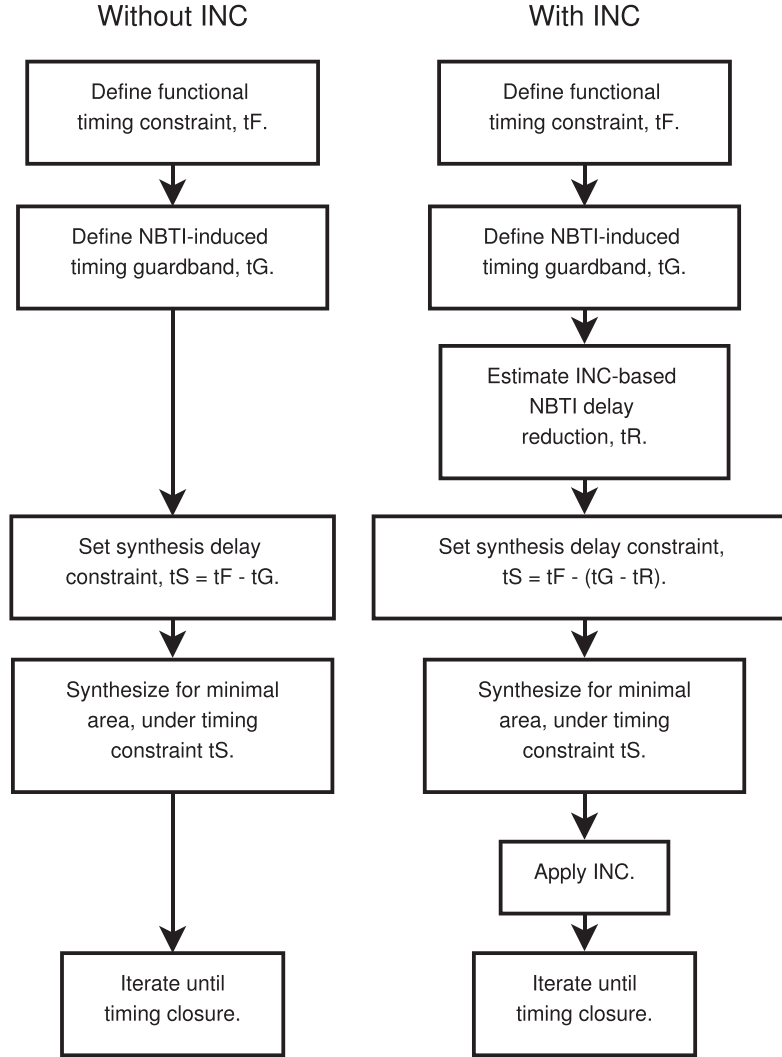 Without INC
Define functional
timing constraint, tF.
Define NBTI-induced
timing guardband, tG.
Set synthesis delay
constraint, tS = tF - tG.
Synthesize for minimal
area, under timing
constraint tS.
Iterate until
timing closure.
With INC
Define functional
timing constraint, tF.
Define NBTI-induced
timing guardband, tG.
Estimate INC-based
NBTI delay
reduction, tR.
Set synthesis delay constraint,
tS = tF - (tG - tR).
Synthesize for minimal
area, under timing
constraint tS.
Apply INC.
Iterate until
timing closure.